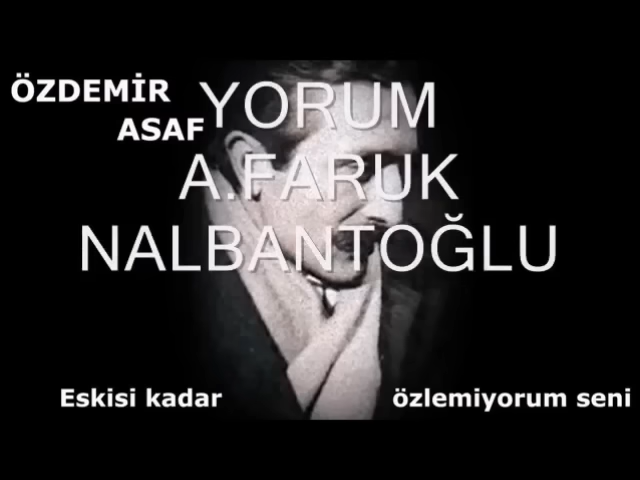 ÖZDEMİR
ASAF
YORUM
A.FARUK
NALBANTOĞLU
Eskisi kadar özlemiyorum seni